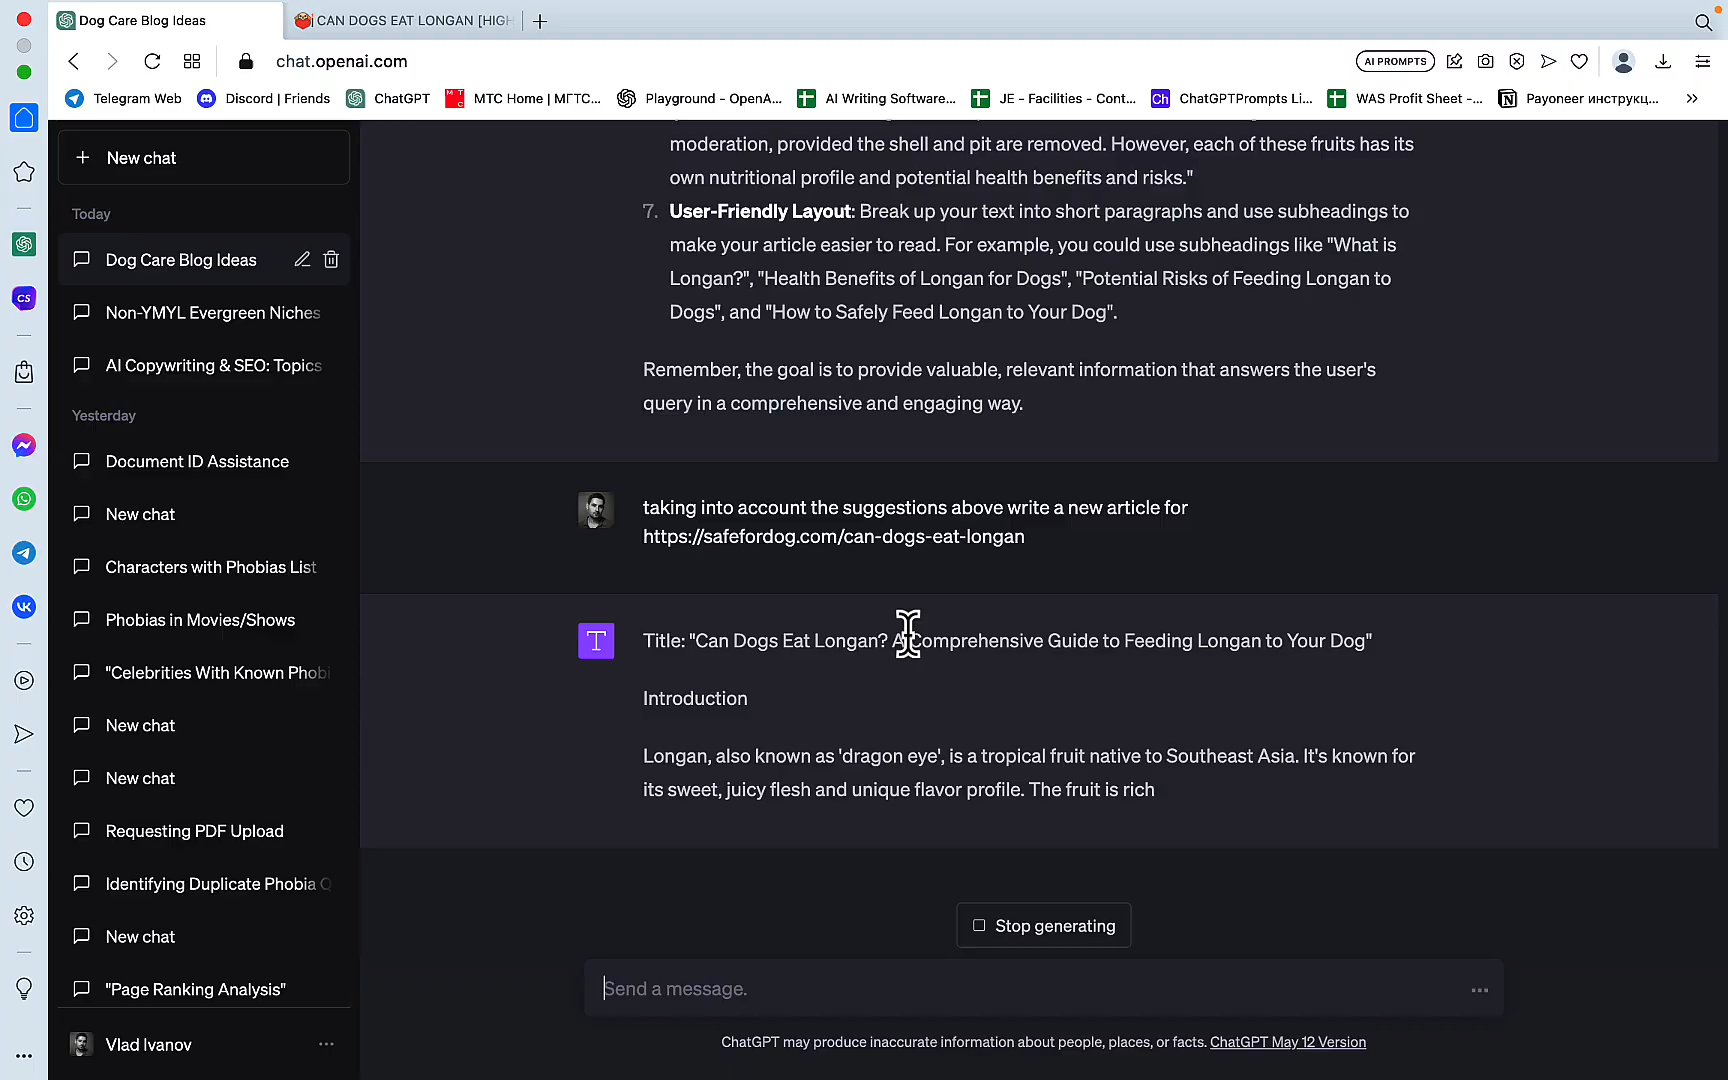 Dog Care Blog Ideas
CAN DOGS EAT LONGAN [HIGH
chat.openai.com
AI PROMPTS
Telegram Web
Discord | Friends
ChatGPT
МТС Home | МГТС...
Playground - OpenA...
AI Writing Software...
JE - Facilities - Cont...
Ch
ChatGPTPrompts Li...
WAS Profit Sheet -...
Payoneer инструкц...
CS
New chat
Today
Dog Care Blog Ideas
Non-YMYL Evergreen Niches
AI Copywriting & SEO: Topics
Yesterday
Document ID Assistance
New chat
Characters with Phobias List
Phobias in Movies/Shows
"Celebrities With Known Phobi
New chat
New chat
Requesting PDF Upload
Identifying Duplicate Phobia Q
New chat
"Page Ranking Analysis"
Vlad Ivanov
moderation, provided the shell and pit are removed. However, each of these fruits has its
own nutritional profile and potential health benefits and risks."
7. User-Friendly Layout: Break up your text into short paragraphs and use subheadings to
make your article easier to read. For example, you could use subheadings like "What is
Longan?", "Health Benefits of Longan for Dogs", "Potential Risks of Feeding Longan to
Dogs", and "How to Safely Feed Longan to Your Dog".
Remember, the goal is to provide valuable, relevant information that answers the user's
query in a comprehensive and engaging way.
taking into account the suggestions above write a new article for
https://safefordog.com/can-dogs-eat-longan
T
Title: "Can Dogs Eat Longan? A Comprehensive Guide to Feeding Longan to Your Dog"
Introduction
Longan, also known as 'dragon eye', is a tropical fruit native to Southeast Asia. It's known for
its sweet, juicy flesh and unique flavor profile. The fruit is rich
Stop generating
Send a message.
ChatGPT may produce inaccurate information about people, places, or facts. ChatGPT May 12 Version